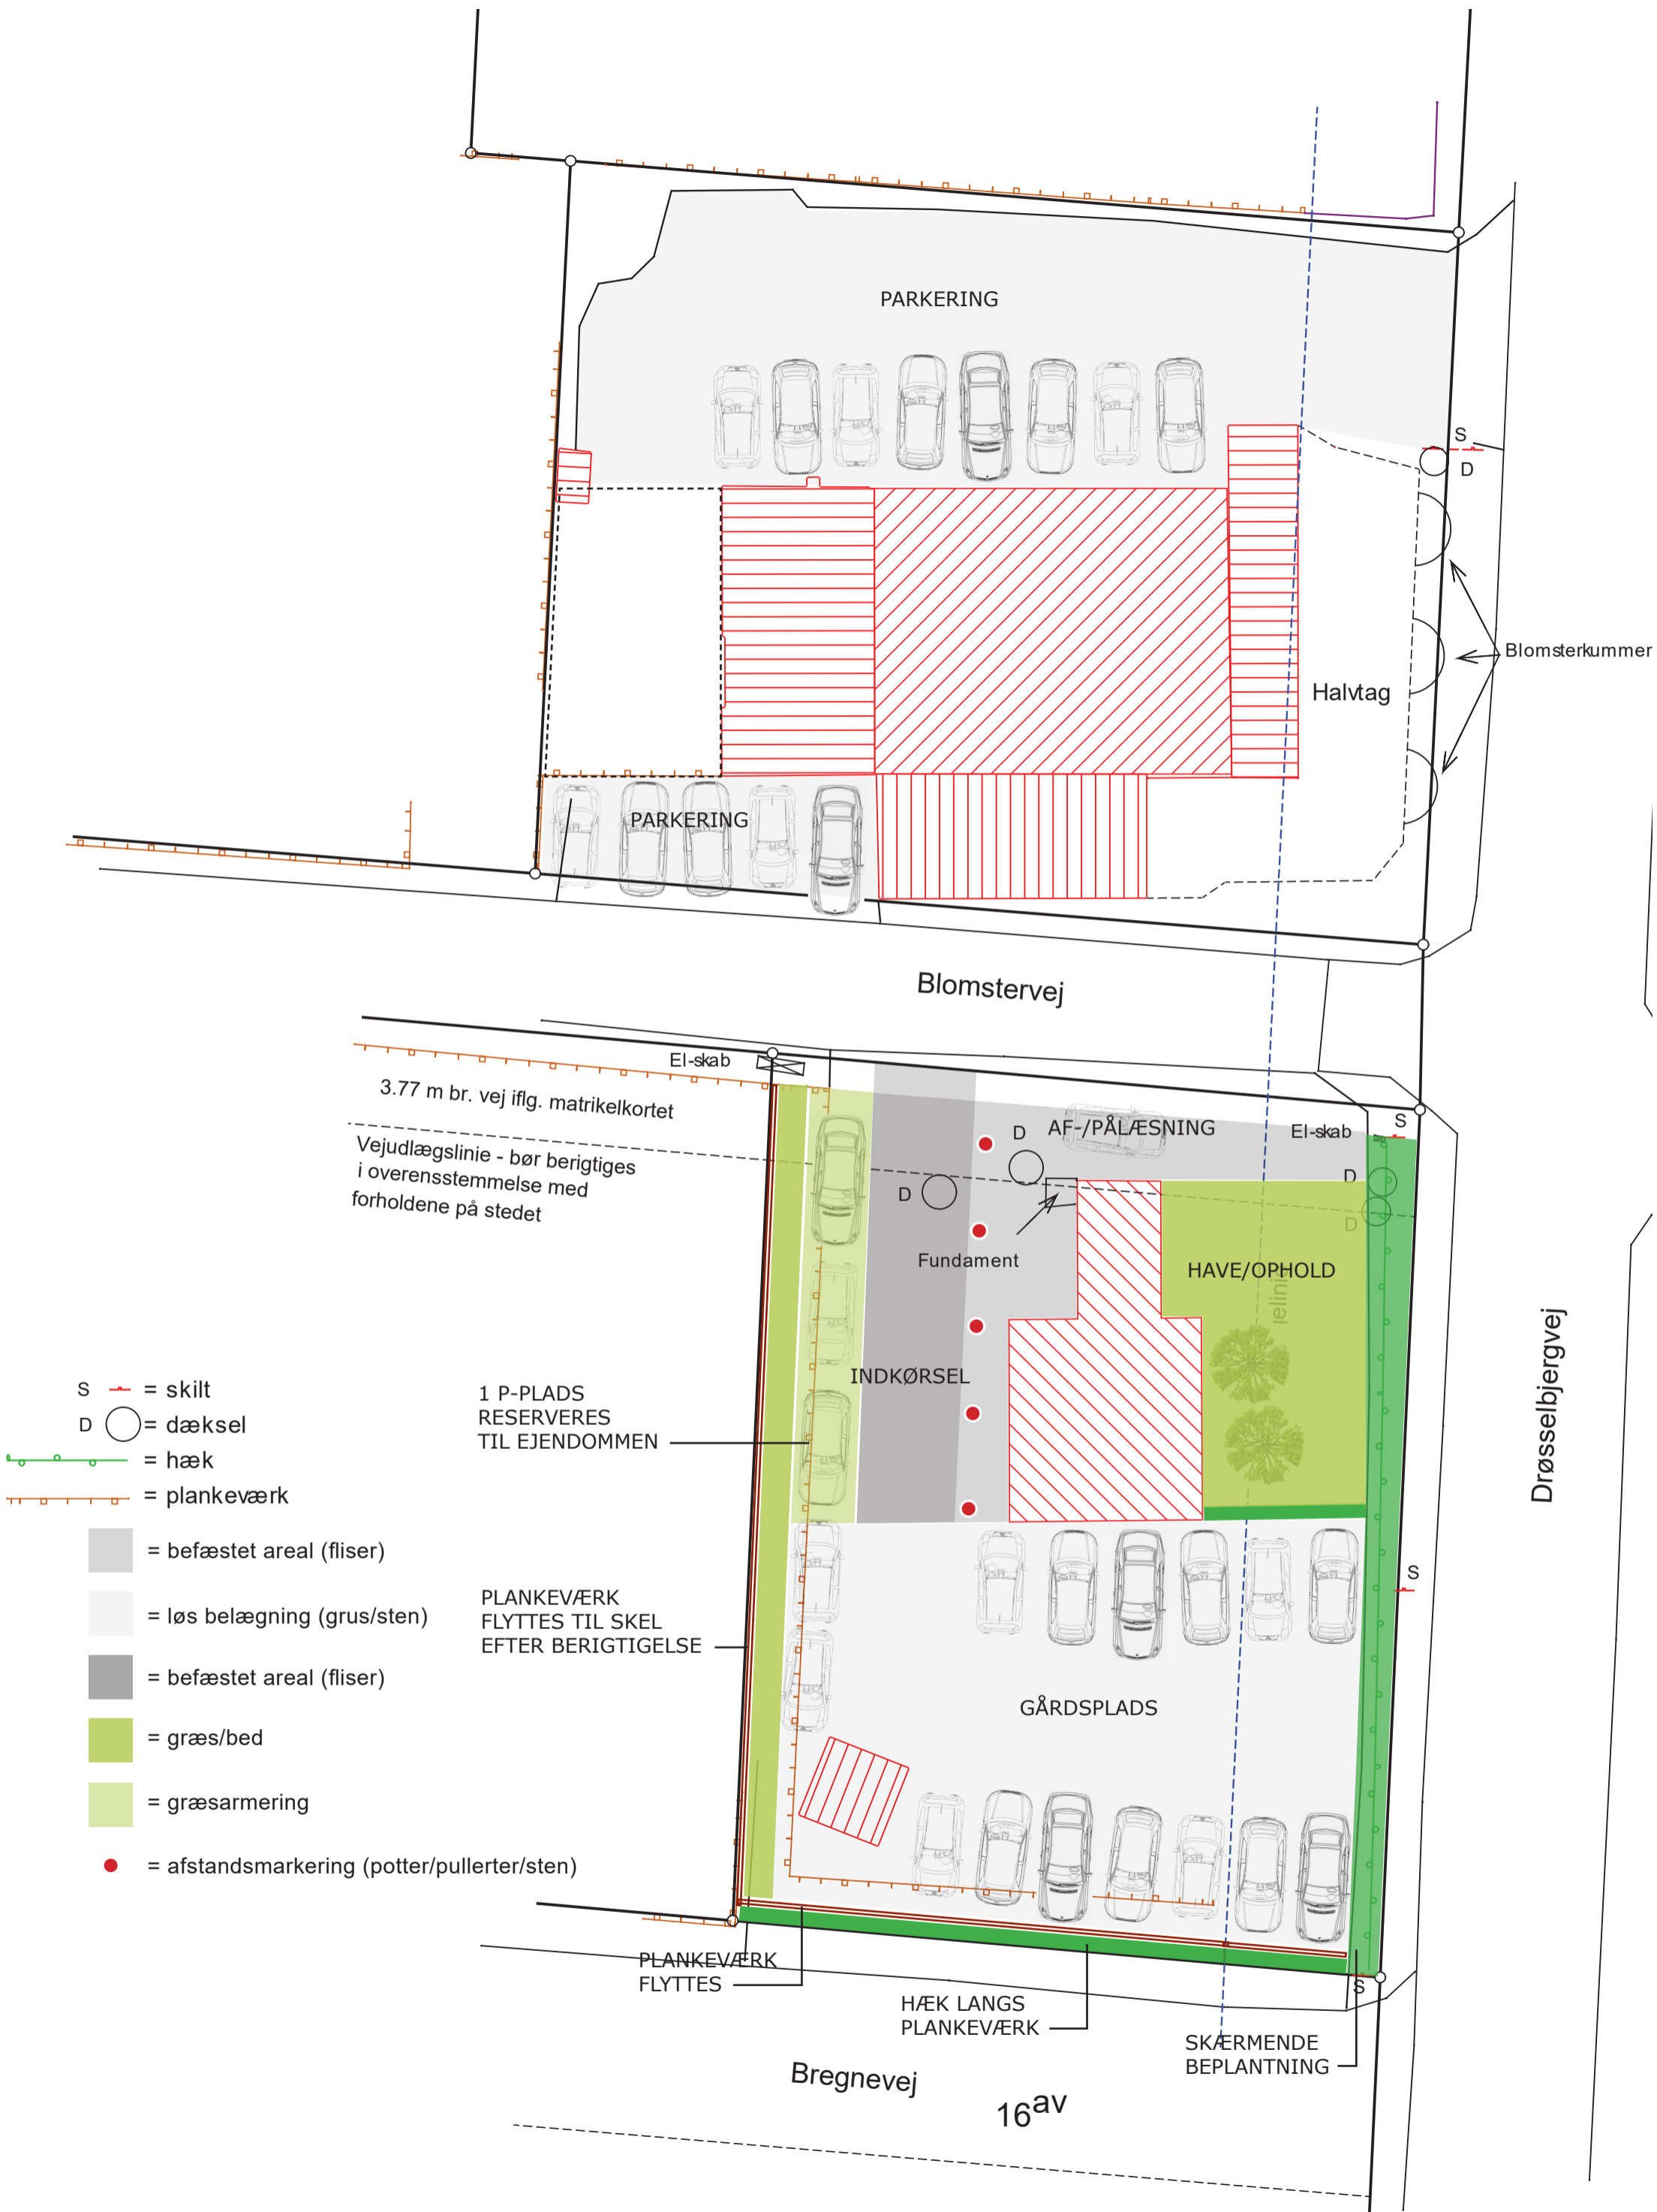 PARKERING
S
D
Blomsterkummer
Halvtag
PARKERING
Blomstervej
El-skab
3.77 m br. vej iflg. matrikelkortet
Vejudlægslinie - bør berigtiges
i overensstemmelse med
forholdene på stedet
D
AF-/PÅLÆSNING
El-skab
S
D
D
D
Fundament
HAVE/OPHOLD
INDKØRSEL
Drøsselbjergvej
S = skilt
D = dæksel
= hæk
= plankeværk
= befæstet areal (fliser)
= løs belægning (grus/sten)
= befæstet areal (fliser)
= græs/bed
= græsarmering
= afstandsmarkering (potter/pullerter/sten)
1 P-PLADS
RESERVERES
TIL EJENDOMMEN
PLANKEVÆRK
FLYTTES TIL SKEL
EFTER BERIGTIGELSE
S
GÅRDSPLADS
PLANKEVÆRK
FLYTTES
HÆK LANGS
PLANKEVÆRK
S
SKÆRMENDE
BEPLANTNING
Bregnevej
16av